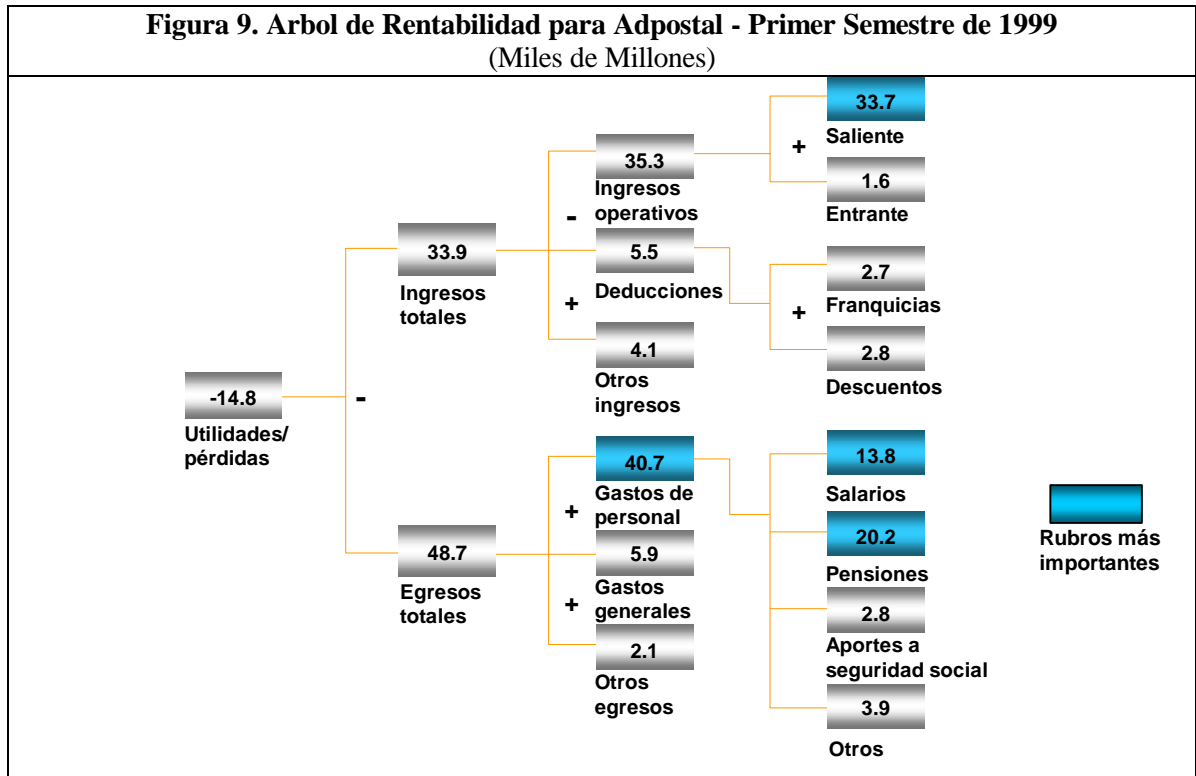 Figura 9. Arbol de Rentabilidad para Adpostal - Primer Semestre de 1999
(Miles de Millones)
-14.8
Utilidades/
pérdidas
-
33.9
Ingresos
totales
-
+
35.3
Ingresos
operativos
5.5
Deducciones
4.1
Otros
ingresos
+
33.7
Saliente
1.6
Entrante
+
2.7
Franquicias
2.8
Descuentos
48.7
Egresos
totales
+
+
40.7
Gastos de
personal
5.9
Gastos
generales
2.1
Otros
egresos
13.8
Salarios
20.2
Pensiones
2.8
Aportes a
seguridad social
3.9
Otros
Rubros más
importantes